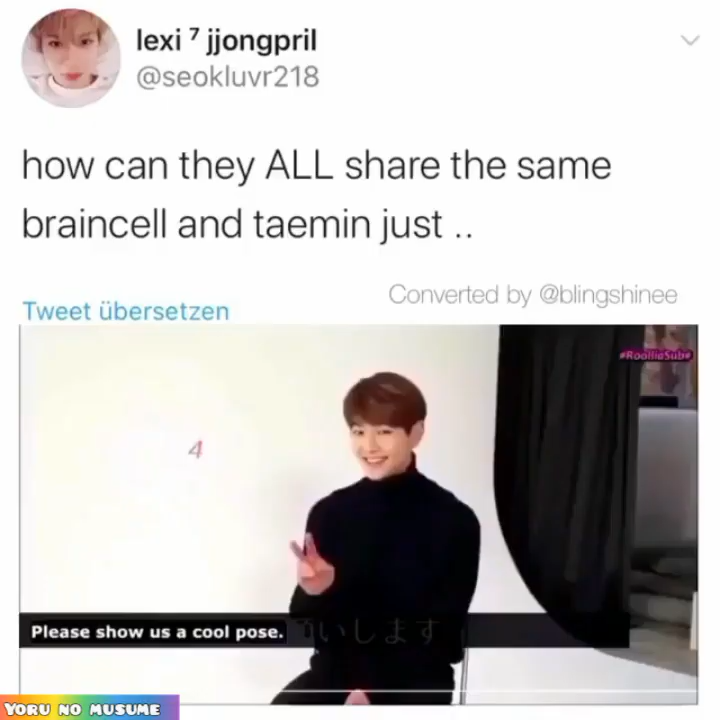 lexi ⁷ jjongpril
@seokluvr218
how can they ALL share the same
braincell and taemin just ..
Converted by @blingshinee
Tweet übersetzen
#RoollieSub#
4
Please show us a cool pose.
いします
YORU NO MUSUME